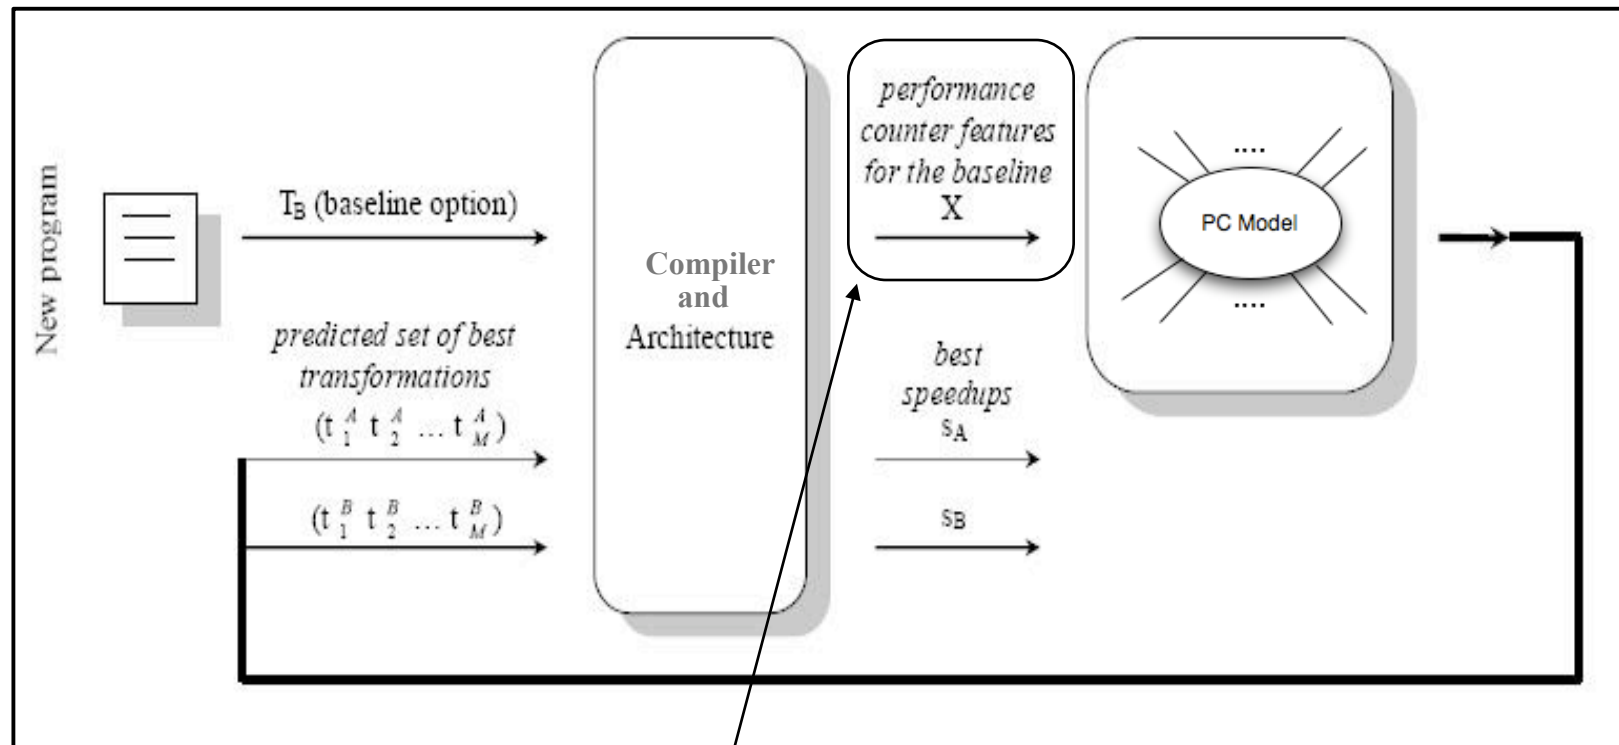 New program
T_B (baseline option)
predicted set of best
transformations
(t_1^A t_2^A ... t_M^A)
(t_1^B t_2^B ... t_M^B)
Compiler
and
Architecture
performance
counter features
for the baseline
X
best
speedups
s_A
s_B
....
PC Model
....